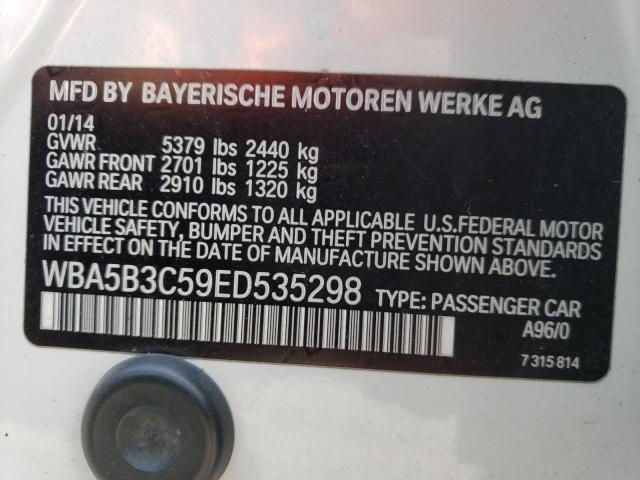 MFD BY BAYERISCHE MOTOREN WERKE AG
01/14
GVWR 5379 lbs 2440 kg
GAWR FRONT 2701 lbs 1225 kg
GAWR REAR 2910 lbs 1320 kg
THIS VEHICLE CONFORMS TO ALL APPLICABLE U.S.FEDERAL MOTOR
VEHICLE SAFETY, BUMPER AND THEFT PREVENTION STANDARDS
IN EFFECT ON THE DATE OF MANUFACTURE SHOWN ABOVE.
WBA5B3C59ED535298 TYPE: PASSENGER CAR
A96/0
7 315 814